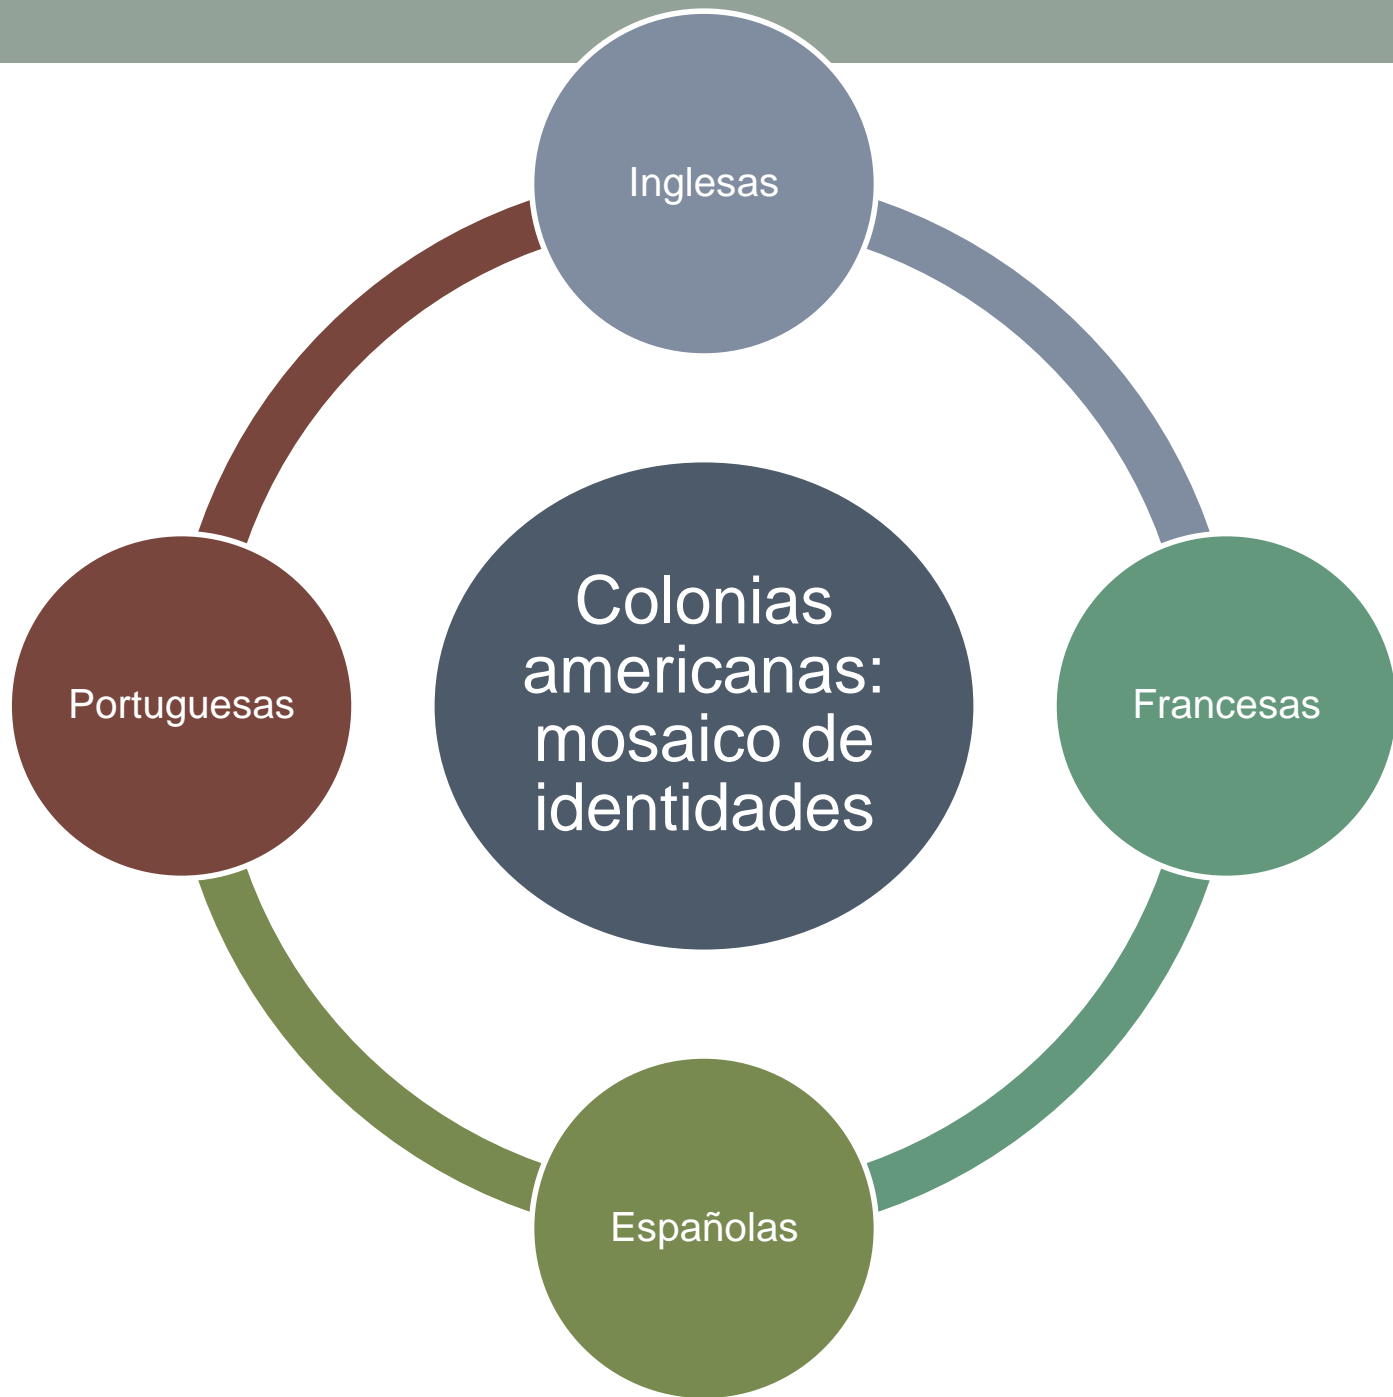 Inglesas
Portuguesas
Colonias
americanas:
mosaico de
identidades
Francesas
Españolas